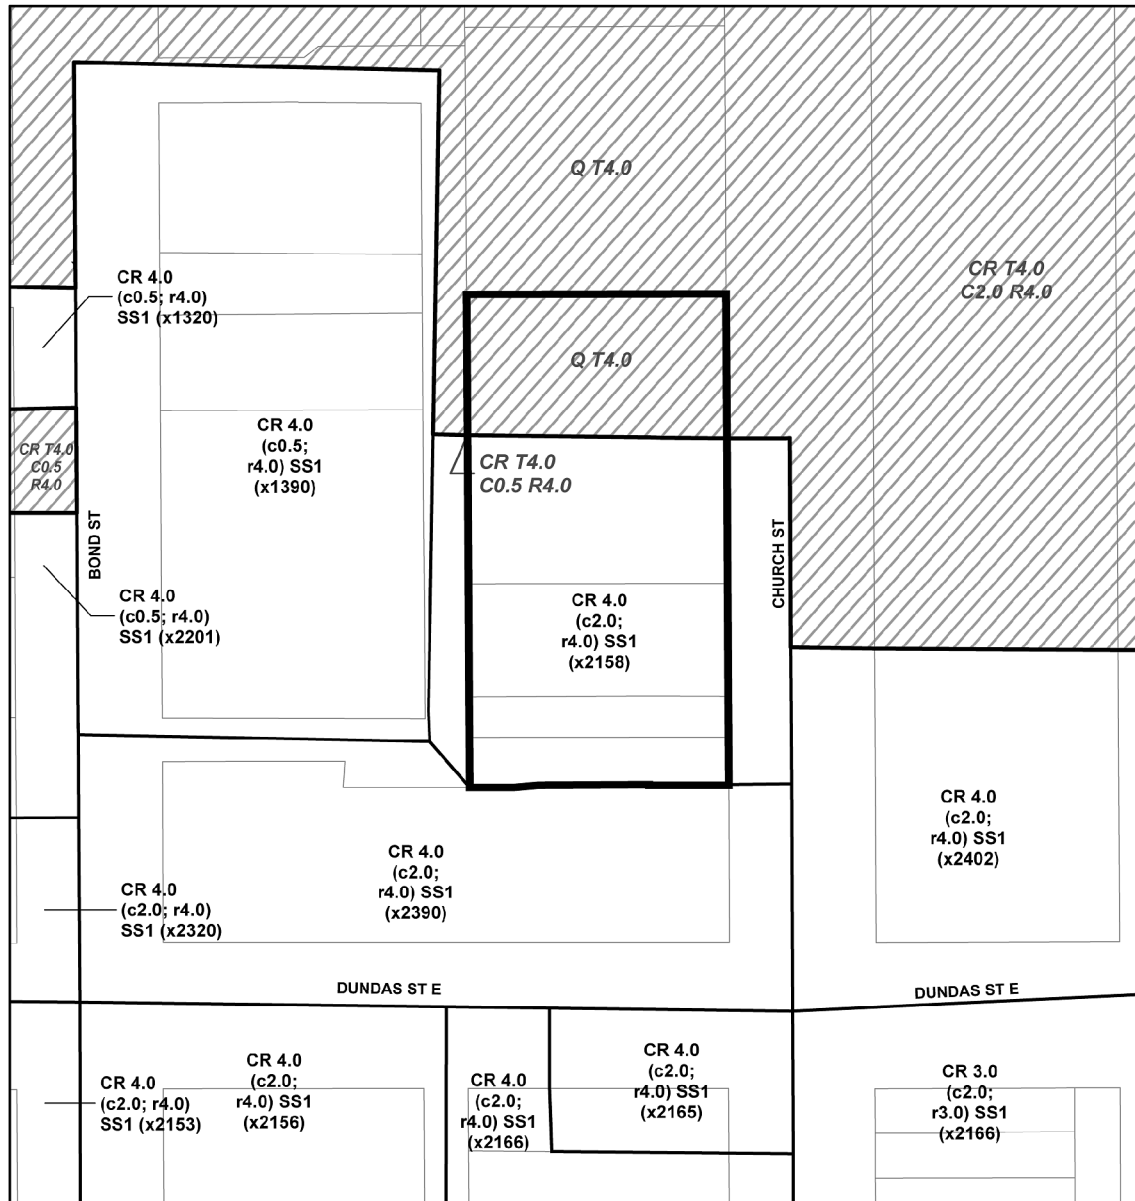 Q T4.0
CR T4.0
C2.0 R4.0
CR 4.0
(c0.5; r4.0)
SS1 (x1320)
Q T4.0
CR T4.0
C0.5
R4.0
CR 4.0
(c0.5;
r4.0) SS1
(x1390)
CR T4.0
C0.5 R4.0
BOND ST
CHURCH ST
CR 4.0
(c0.5; r4.0)
SS1 (x2201)
CR 4.0
(c2.0;
r4.0) SS1
(x2158)
CR 4.0
(c2.0;
r4.0) SS1
(x2402)
CR 4.0
(c2.0;
r4.0) SS1
(x2390)
CR 4.0
(c2.0; r4.0)
SS1 (x2320)
DUNDAS ST E
DUNDAS ST E
CR 4.0
(c2.0; r4.0)
SS1 (x2153)
CR 4.0
(c2.0;
r4.0) SS1
(x2156)
CR 4.0
(c2.0;
r4.0) SS1
(x2166)
CR 4.0
(c2.0;
r4.0) SS1
(x2165)
CR 3.0
(c2.0;
r3.0) SS1
(x2166)